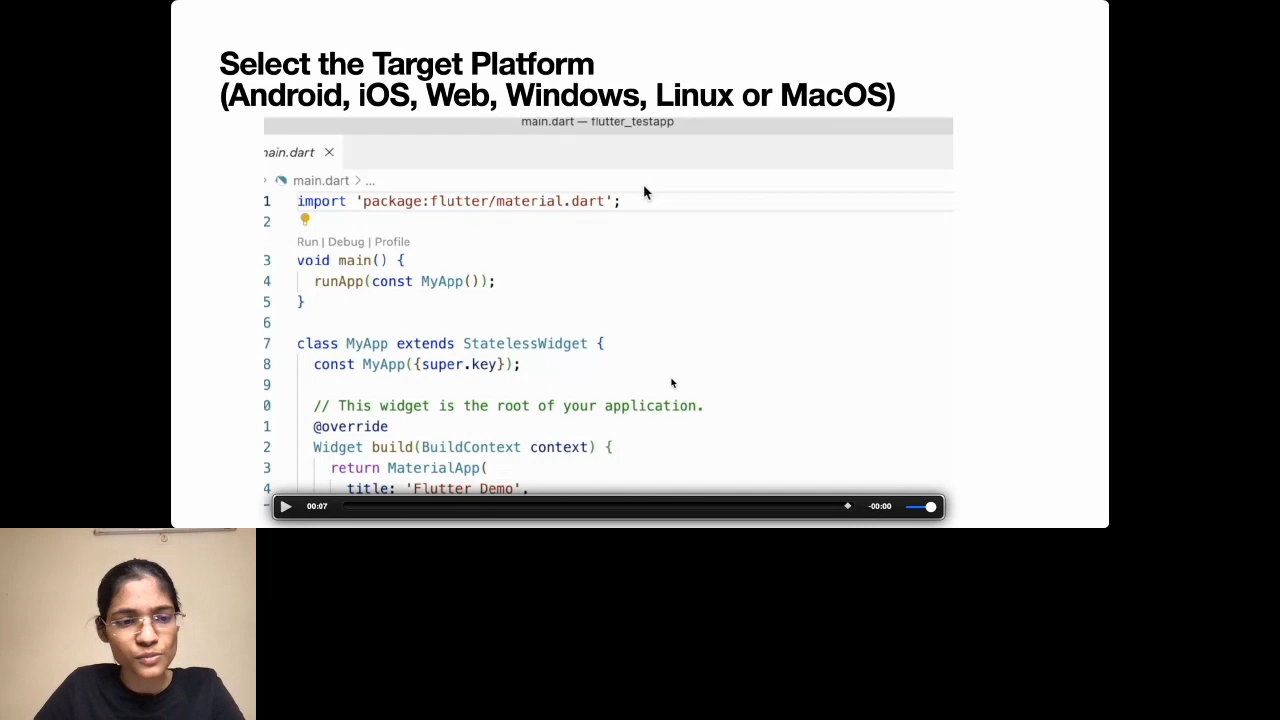 Select the Target Platform
(Android, iOS, Web, Windows, Linux or MacOS)
main.dart — flutter_testapp
main.dart ×
main.dart > ...
1 import 'package:flutter/material.dart';
2
Run | Debug | Profile
3 void main() {
4 runApp(const MyApp());
5 }
6
7 class MyApp extends StatelessWidget {
8 const MyApp({super.key});
9
0 // This widget is the root of your application.
1 @override
2 Widget build(BuildContext context) {
3 return MaterialApp(
4 title: 'Flutter Demo',
00:07 -00:00